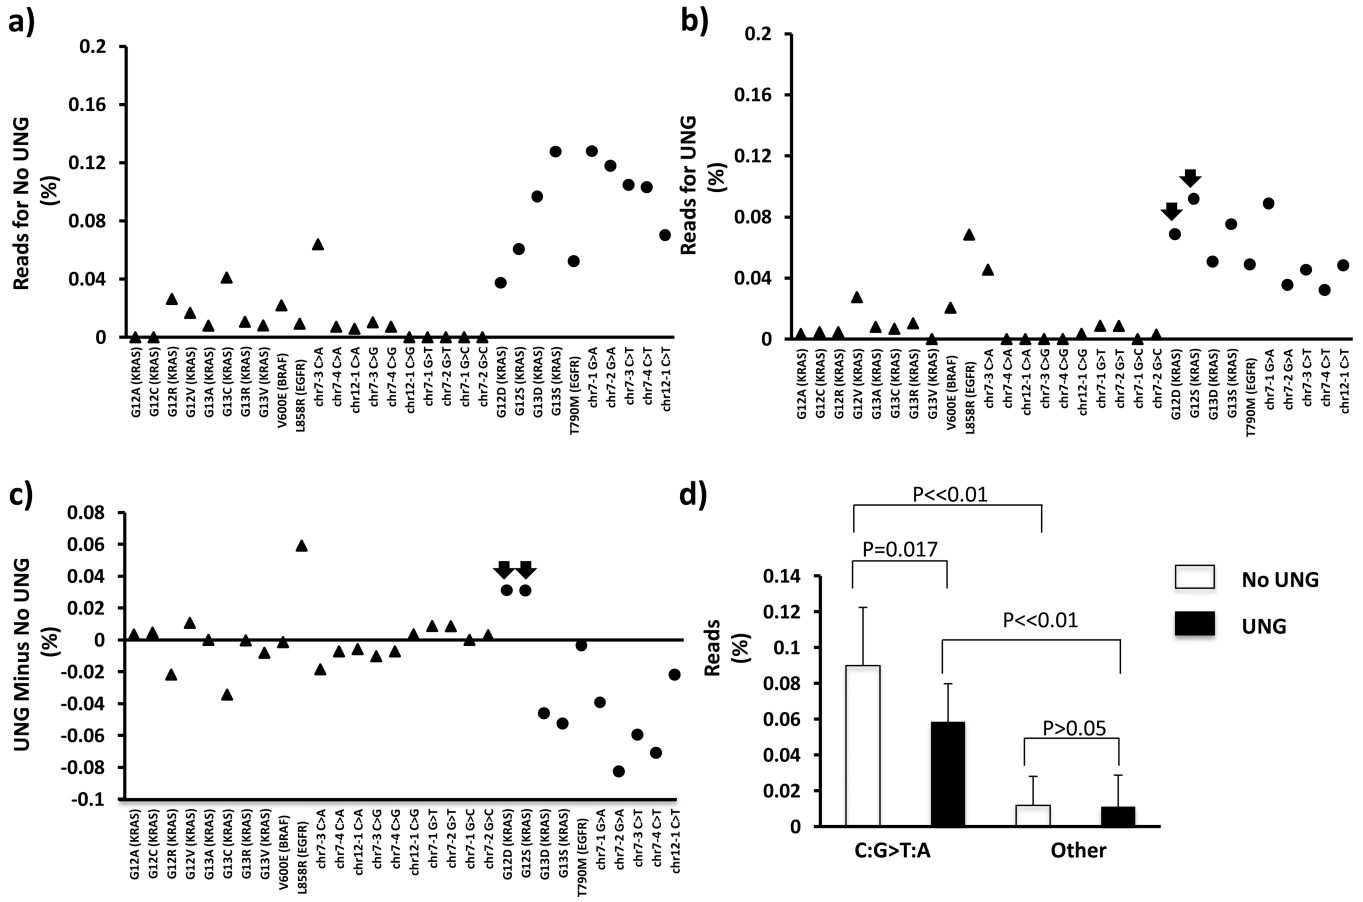 a)
Reads for No UNG
(%)
0.2
0.16
0.12
0.08
0.04
0
G12A (KRAS)
G12C (KRAS)
G12R (KRAS)
G12V (KRAS)
G13A (KRAS)
G13C (KRAS)
G13R (KRAS)
G13V (KRAS)
V600E (BRAF)
L858R (EGFR)
chr7-3 C>A
chr7-4 C>A
chr12-1 C>A
chr7-3 C>G
chr7-4 C>G
chr12-1 C>G
chr7-1 G>T
chr7-2 G>T
chr7-1 G>C
chr7-2 G>C
G12D (KRAS)
G12S (KRAS)
G13D (KRAS)
G13S (KRAS)
T790M (EGFR)
chr7-1 G>A
chr7-2 G>A
chr7-3 C>T
chr7-4 C>T
chr12-1 C>T
b)
Reads for UNG
(%)
0.2
0.16
0.12
0.08
0.04
0
G12A (KRAS)
G12C (KRAS)
G12R (KRAS)
G12V (KRAS)
G13A (KRAS)
G13C (KRAS)
G13R (KRAS)
G13V (KRAS)
V600E (BRAF)
L858R (EGFR)
chr7-3 C>A
chr7-4 C>A
chr12-1 C>A
chr7-3 C>G
chr7-4 C>G
chr12-1 C>G
chr7-1 G>T
chr7-2 G>T
chr7-1 G>C
chr7-2 G>C
G12D (KRAS)
G12S (KRAS)
G13D (KRAS)
G13S (KRAS)
T790M (EGFR)
chr7-1 G>A
chr7-2 G>A
chr7-3 C>T
chr7-4 C>T
chr12-1 C>T
c)
UNG Minus No UNG
(%)
0.08
0.06
0.04
0.02
0
-0.02
-0.04
-0.06
-0.08
-0.1
G12A (KRAS)
G12C (KRAS)
G12R (KRAS)
G12V (KRAS)
G13A (KRAS)
G13C (KRAS)
G13R (KRAS)
G13V (KRAS)
V600E (BRAF)
L858R (EGFR)
chr7-3 C>A
chr7-4 C>A
chr12-1 C>A
chr7-3 C>G
chr7-4 C>G
chr12-1 C>G
chr7-1 G>T
chr7-2 G>T
chr7-1 G>C
chr7-2 G>C
G12D (KRAS)
G12S (KRAS)
G13D (KRAS)
G13S (KRAS)
T790M (EGFR)
chr7-1 G>A
chr7-2 G>A
chr7-3 C>T
chr7-4 C>T
chr12-1 C>T
d)
Reads
(%)
P<<0.01
P=0.017
P<<0.01
P>0.05
0.14
0.12
0.1
0.08
0.06
0.04
0.02
0
C:G>T:A
Other
No UNG
UNG